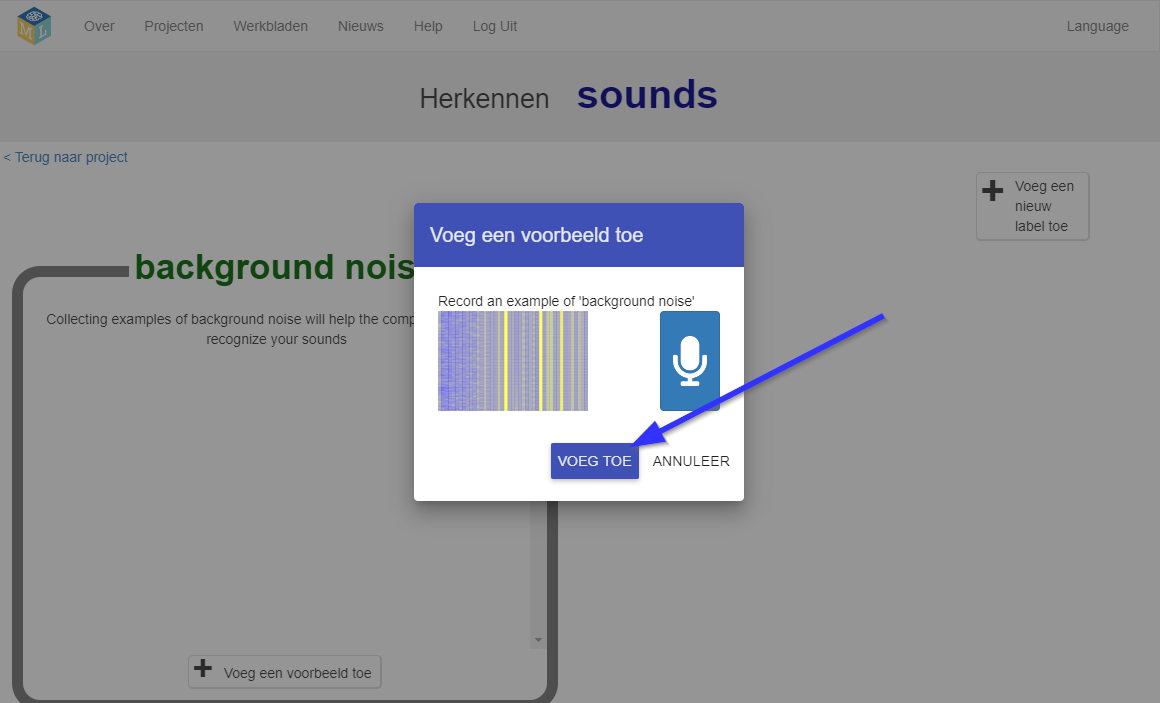 ML
Over Projecten Werkbladen Nieuws Help Log Uit Language
Herkennen sounds
< Terug naar project
Voeg een
nieuw
label toe
Voeg een voorbeeld toe
background nois
Record an example of 'background noise'
Collecting examples of background noise will help the comp
recognize your sounds
VOEG TOE ANNULEER
Voeg een voorbeeld toe